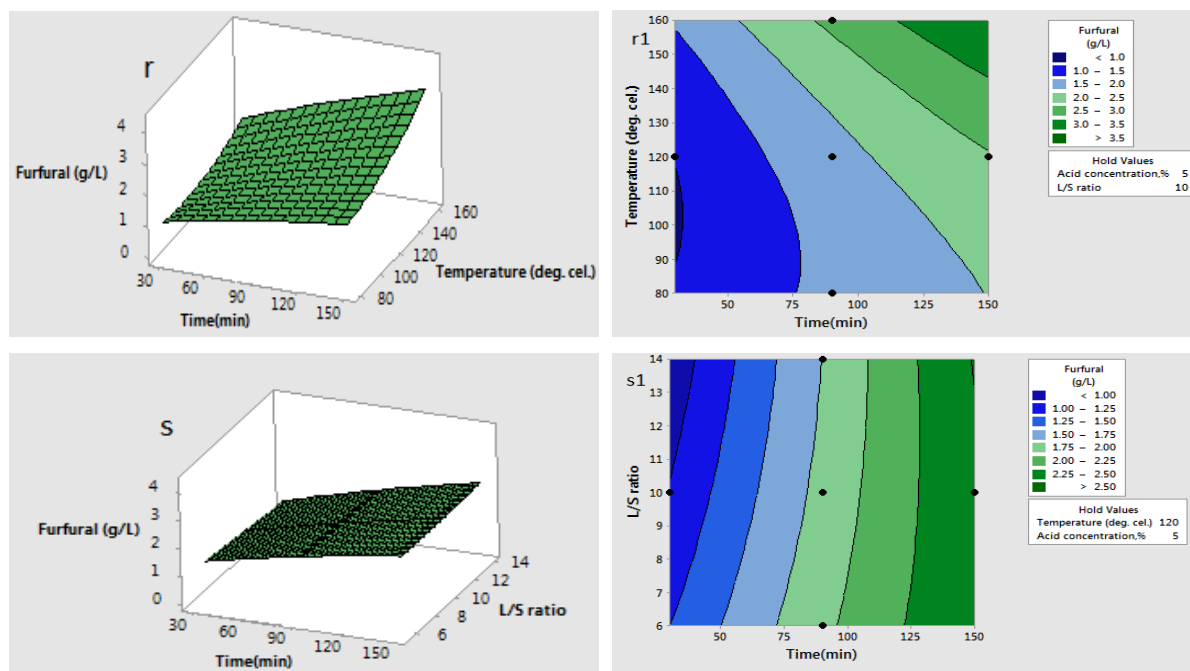 r
4
3
Furfural (g/L)
2
1
0
30
60
90
120
150
Time(min)
80
100
120
140
160
Temperature (deg. cel.)
r1
160
150
140
130
120
110
100
90
80
Temperature (deg. cel.)
50
75
100
125
150
Time(min)
Furfural
(g/L)
< 1.0
1.0 – 1.5
1.5 – 2.0
2.0 – 2.5
2.5 – 3.0
3.0 – 3.5
> 3.5
Hold Values
Acid concentration,% 5
L/S ratio 10
s
4
3
Furfural (g/L)
2
1
0
30
60
90
120
150
Time(min)
6
8
10
12
14
L/S ratio
s1
14
13
12
11
10
9
8
7
6
L/S ratio
50
75
100
125
150
Time(min)
Furfural
(g/L)
< 1.00
1.00 – 1.25
1.25 – 1.50
1.50 – 1.75
1.75 – 2.00
2.00 – 2.25
2.25 – 2.50
> 2.50
Hold Values
Temperature (deg. cel.) 120
Acid concentration,% 5